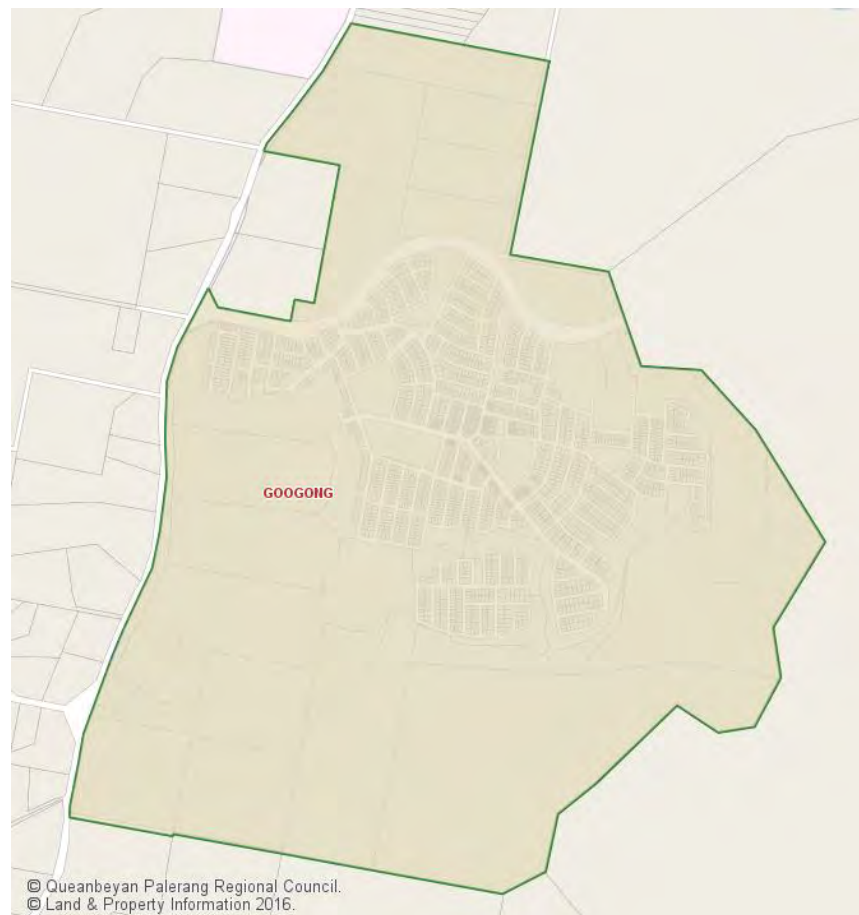 GOOGONG
© Queanbeyan Palerang Regional Council.
© Land & Property Information 2016.